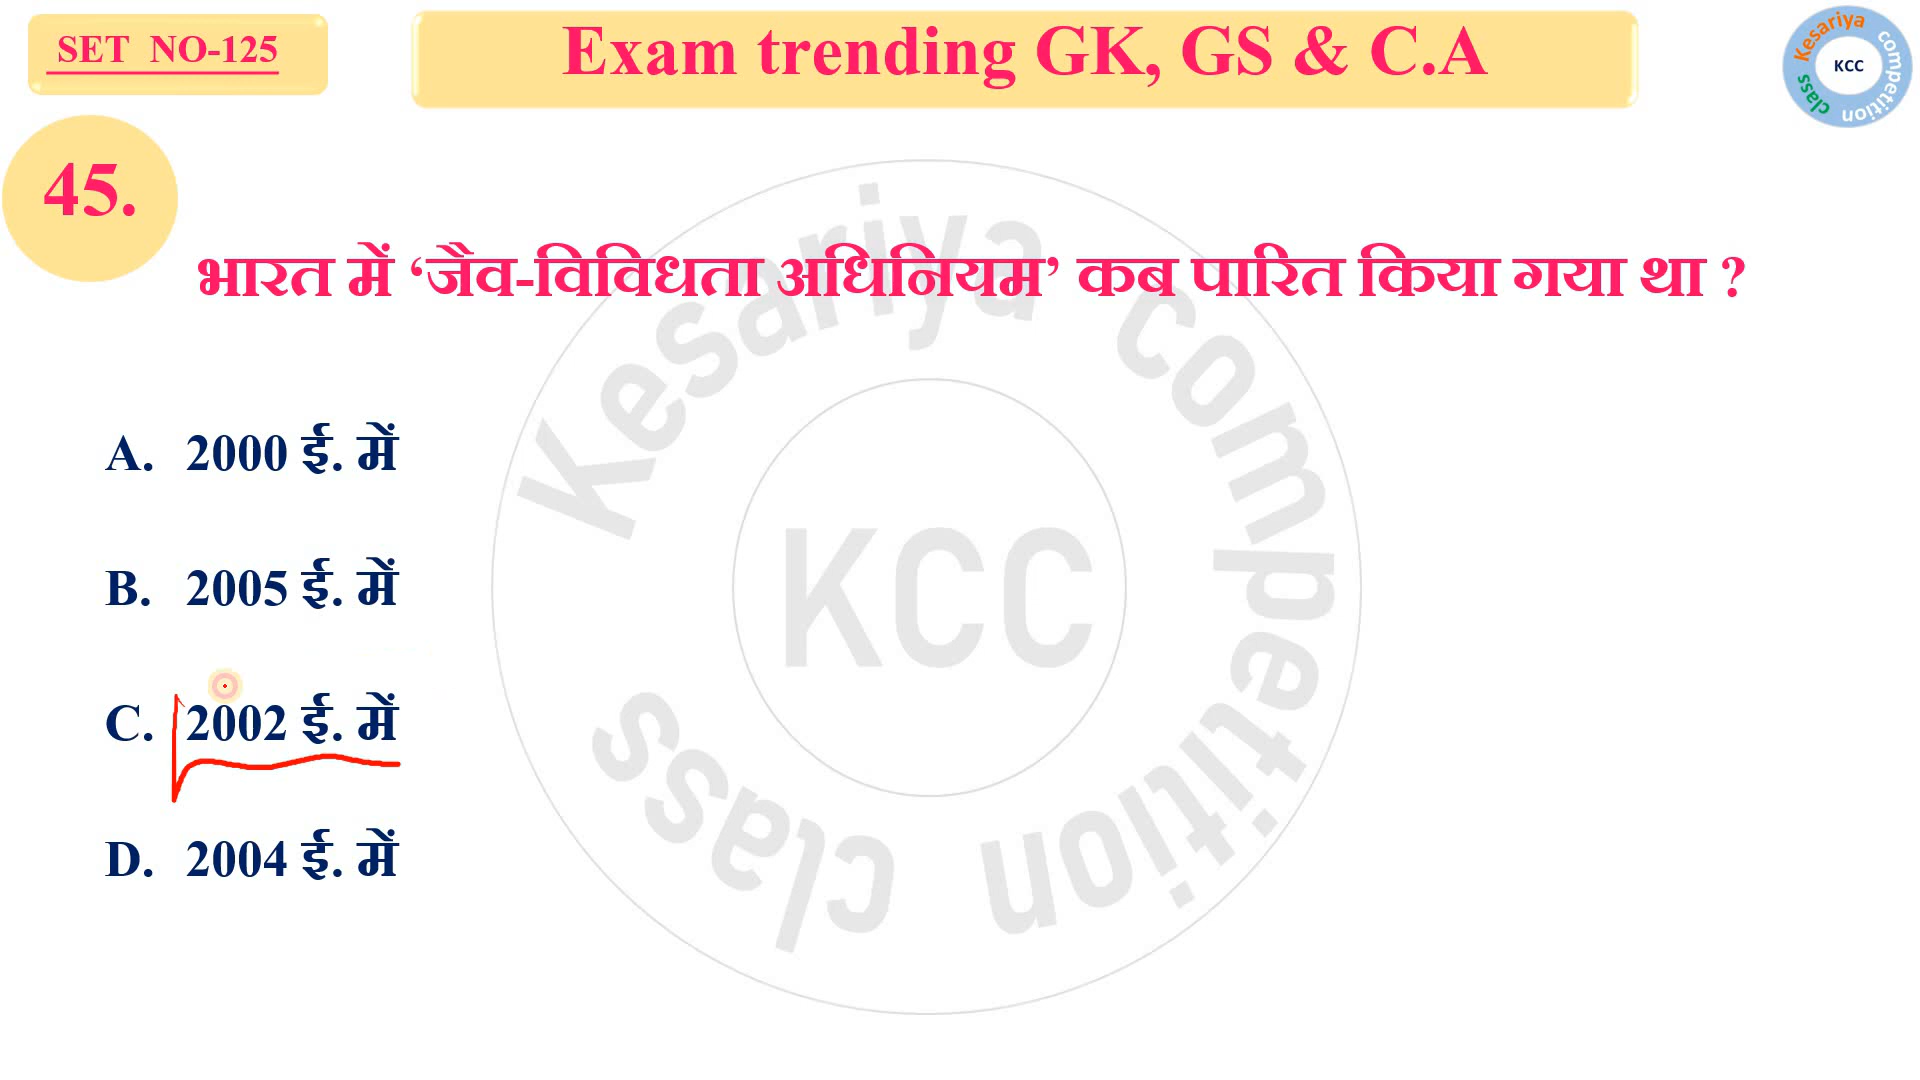 SET NO-125
Exam trending GK, GS & C.A
Kesariya competition class
KCC
45.
भारत में ‘जैव-विविधता अधिनियम’ कब पारित किया गया था ?
A. 2000 ई. में
B. 2005 ई. में
C. 2002 ई. में
D. 2004 ई. में
Kesariya competition class
KCC